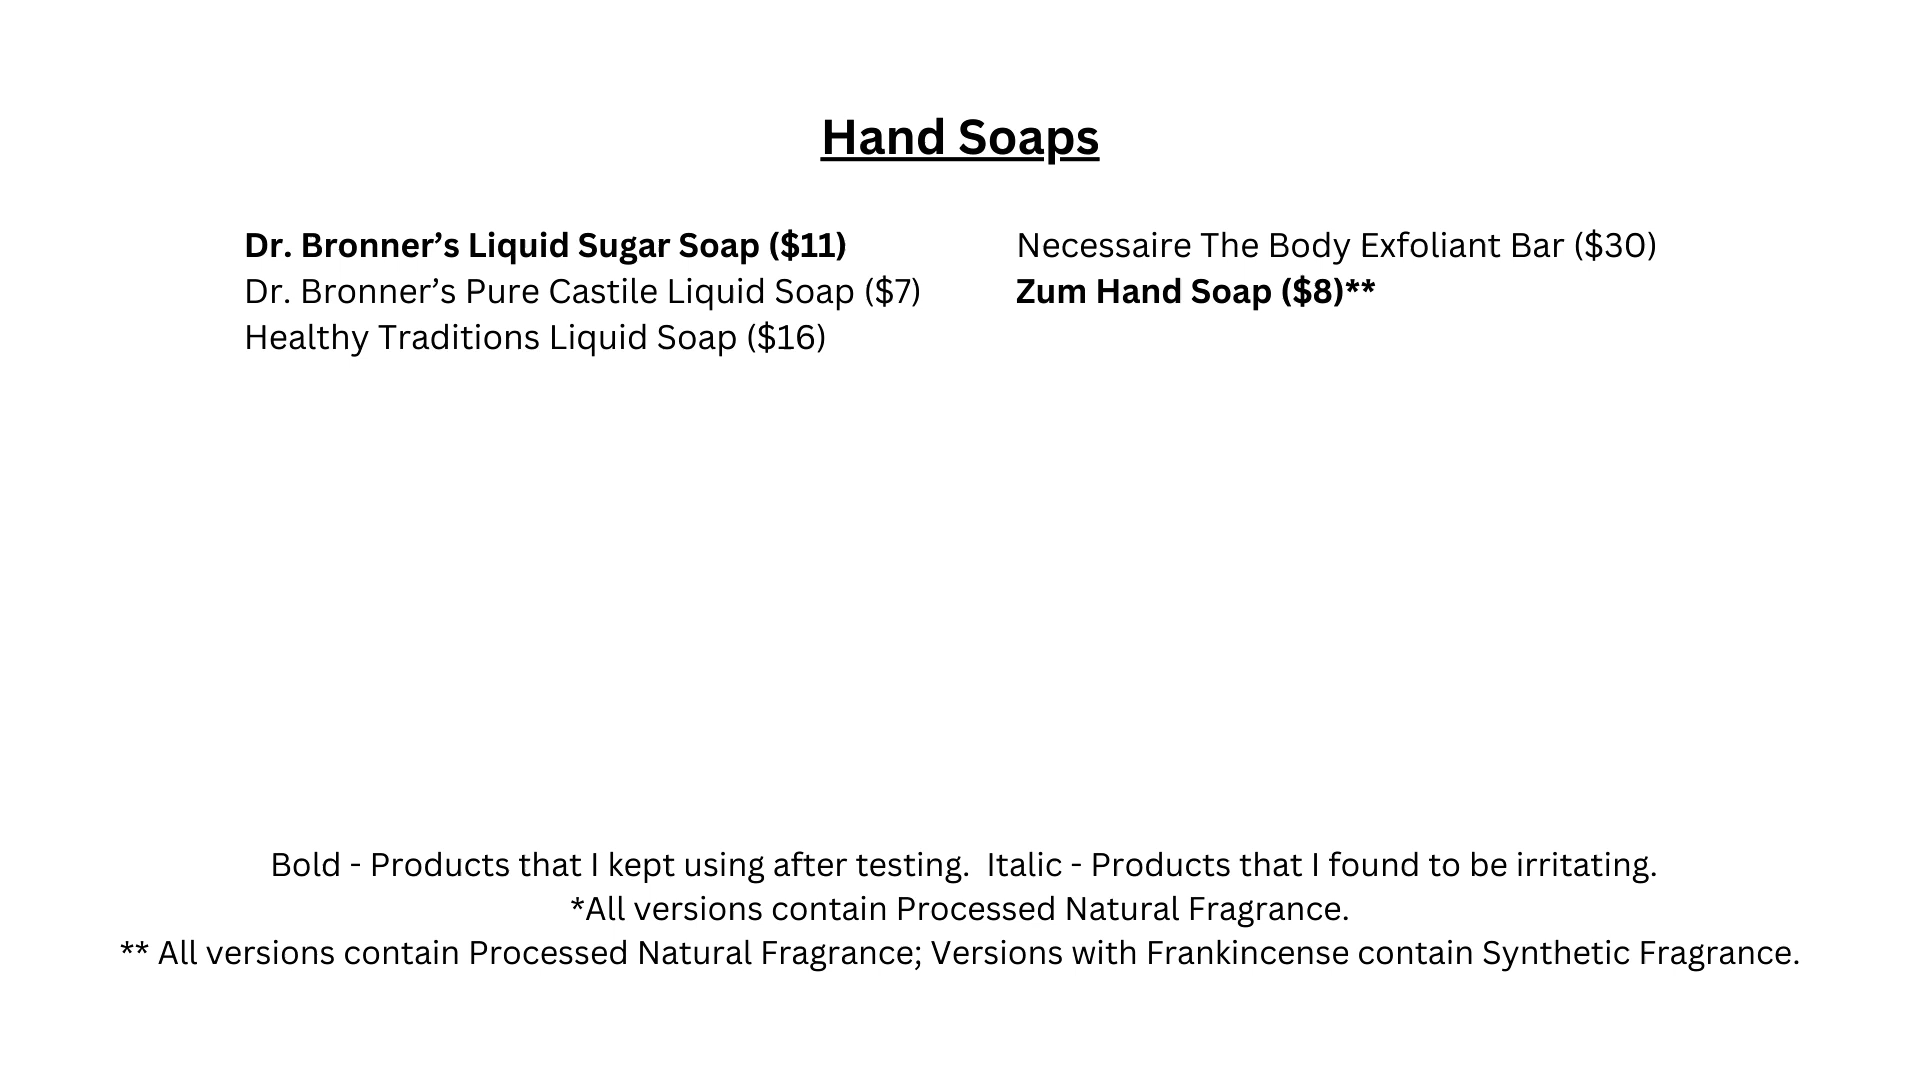 Hand Soaps
Dr. Bronner’s Liquid Sugar Soap ($11)
Dr. Bronner’s Pure Castile Liquid Soap ($7)
Healthy Traditions Liquid Soap ($16)
Necessaire The Body Exfoliant Bar ($30)
Zum Hand Soap ($8)**
Bold - Products that I kept using after testing.  Italic - Products that I found to be irritating.
*All versions contain Processed Natural Fragrance.
** All versions contain Processed Natural Fragrance; Versions with Frankincense contain Synthetic Fragrance.